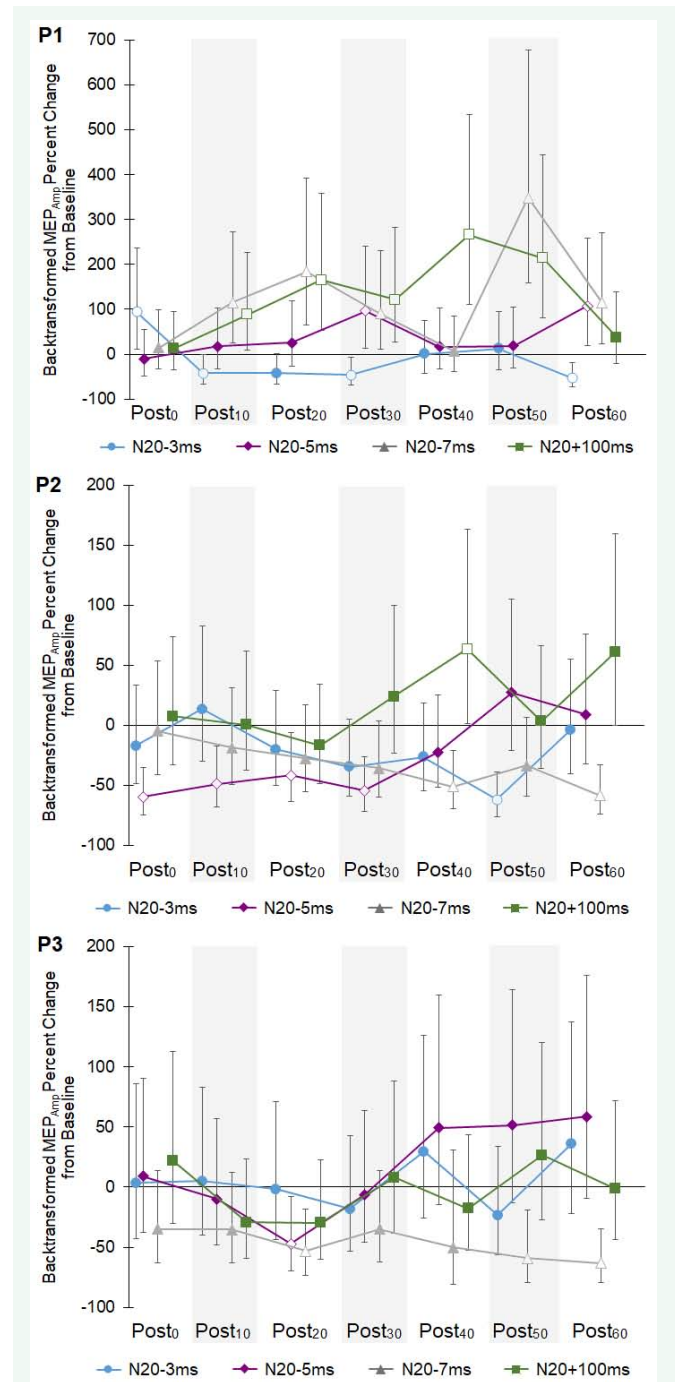 P1
Backtransformed MEPAmp Percent Change
from Baseline
700
600
500
400
300
200
100
0
-100
Post0 Post10 Post20 Post30 Post40 Post50 Post60
N20-3ms N20-5ms N20-7ms N20+100ms
P2
Backtransformed MEPAmp Percent Change
from Baseline
200
150
100
50
0
-50
-100
Post0 Post10 Post20 Post30 Post40 Post50 Post60
N20-3ms N20-5ms N20-7ms N20+100ms
P3
Backtransformed MEPAmp Percent Change
from Baseline
200
150
100
50
0
-50
-100
Post0 Post10 Post20 Post30 Post40 Post50 Post60
N20-3ms N20-5ms N20-7ms N20+100ms